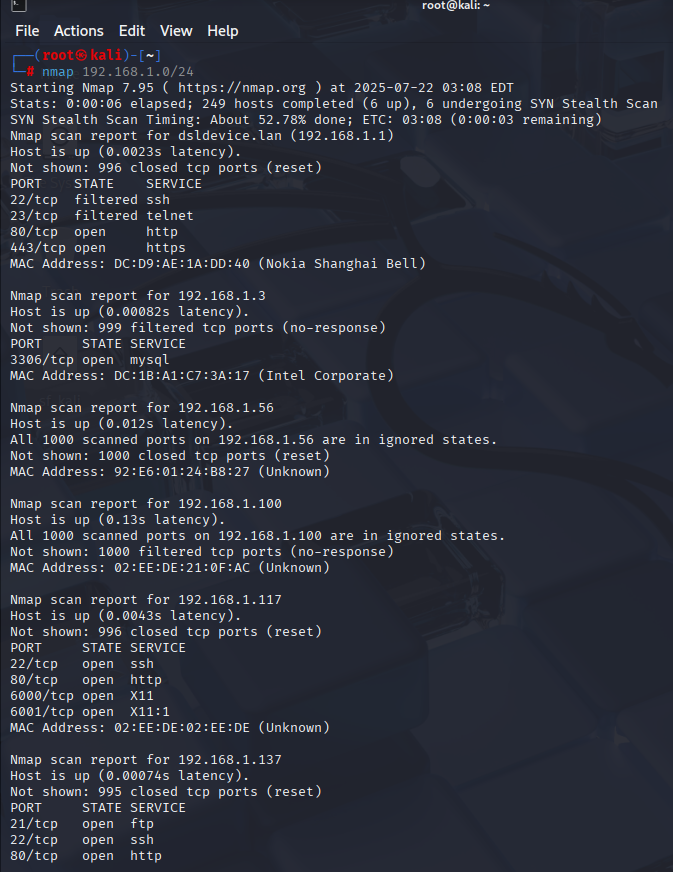 root@kali: ~
File Actions Edit View Help
┌──(root㉿kali)-[~]
└─# nmap 192.168.1.0/24
Starting Nmap 7.95 ( https://nmap.org ) at 2025-07-22 03:08 EDT
Stats: 0:00:06 elapsed; 249 hosts completed (6 up), 6 undergoing SYN Stealth Scan
SYN Stealth Scan Timing: About 52.78% done; ETC: 03:08 (0:00:03 remaining)
Nmap scan report for dsldevice.lan (192.168.1.1)
Host is up (0.0023s latency).
Not shown: 996 closed tcp ports (reset)
PORT    STATE    SERVICE
22/tcp  filtered ssh
23/tcp  filtered telnet
80/tcp  open     http
443/tcp open     https
MAC Address: DC:D9:AE:1A:DD:40 (Nokia Shanghai Bell)

Nmap scan report for 192.168.1.3
Host is up (0.00082s latency).
Not shown: 999 filtered tcp ports (no-response)
PORT     STATE SERVICE
3306/tcp open  mysql
MAC Address: DC:1B:A1:C7:3A:17 (Intel Corporate)

Nmap scan report for 192.168.1.56
Host is up (0.012s latency).
All 1000 scanned ports on 192.168.1.56 are in ignored states.
Not shown: 1000 closed tcp ports (reset)
MAC Address: 92:E6:01:24:B8:27 (Unknown)

Nmap scan report for 192.168.1.100
Host is up (0.13s latency).
All 1000 scanned ports on 192.168.1.100 are in ignored states.
Not shown: 1000 filtered tcp ports (no-response)
MAC Address: 02:EE:DE:21:0F:AC (Unknown)

Nmap scan report for 192.168.1.117
Host is up (0.0043s latency).
Not shown: 996 closed tcp ports (reset)
PORT     STATE SERVICE
22/tcp   open  ssh
80/tcp   open  http
6000/tcp open  X11
6001/tcp open  X11:1
MAC Address: 02:EE:DE:02:EE:DE (Unknown)

Nmap scan report for 192.168.1.137
Host is up (0.00074s latency).
Not shown: 995 closed tcp ports (reset)
PORT     STATE SERVICE
21/tcp   open  ftp
22/tcp   open  ssh
80/tcp   open  http